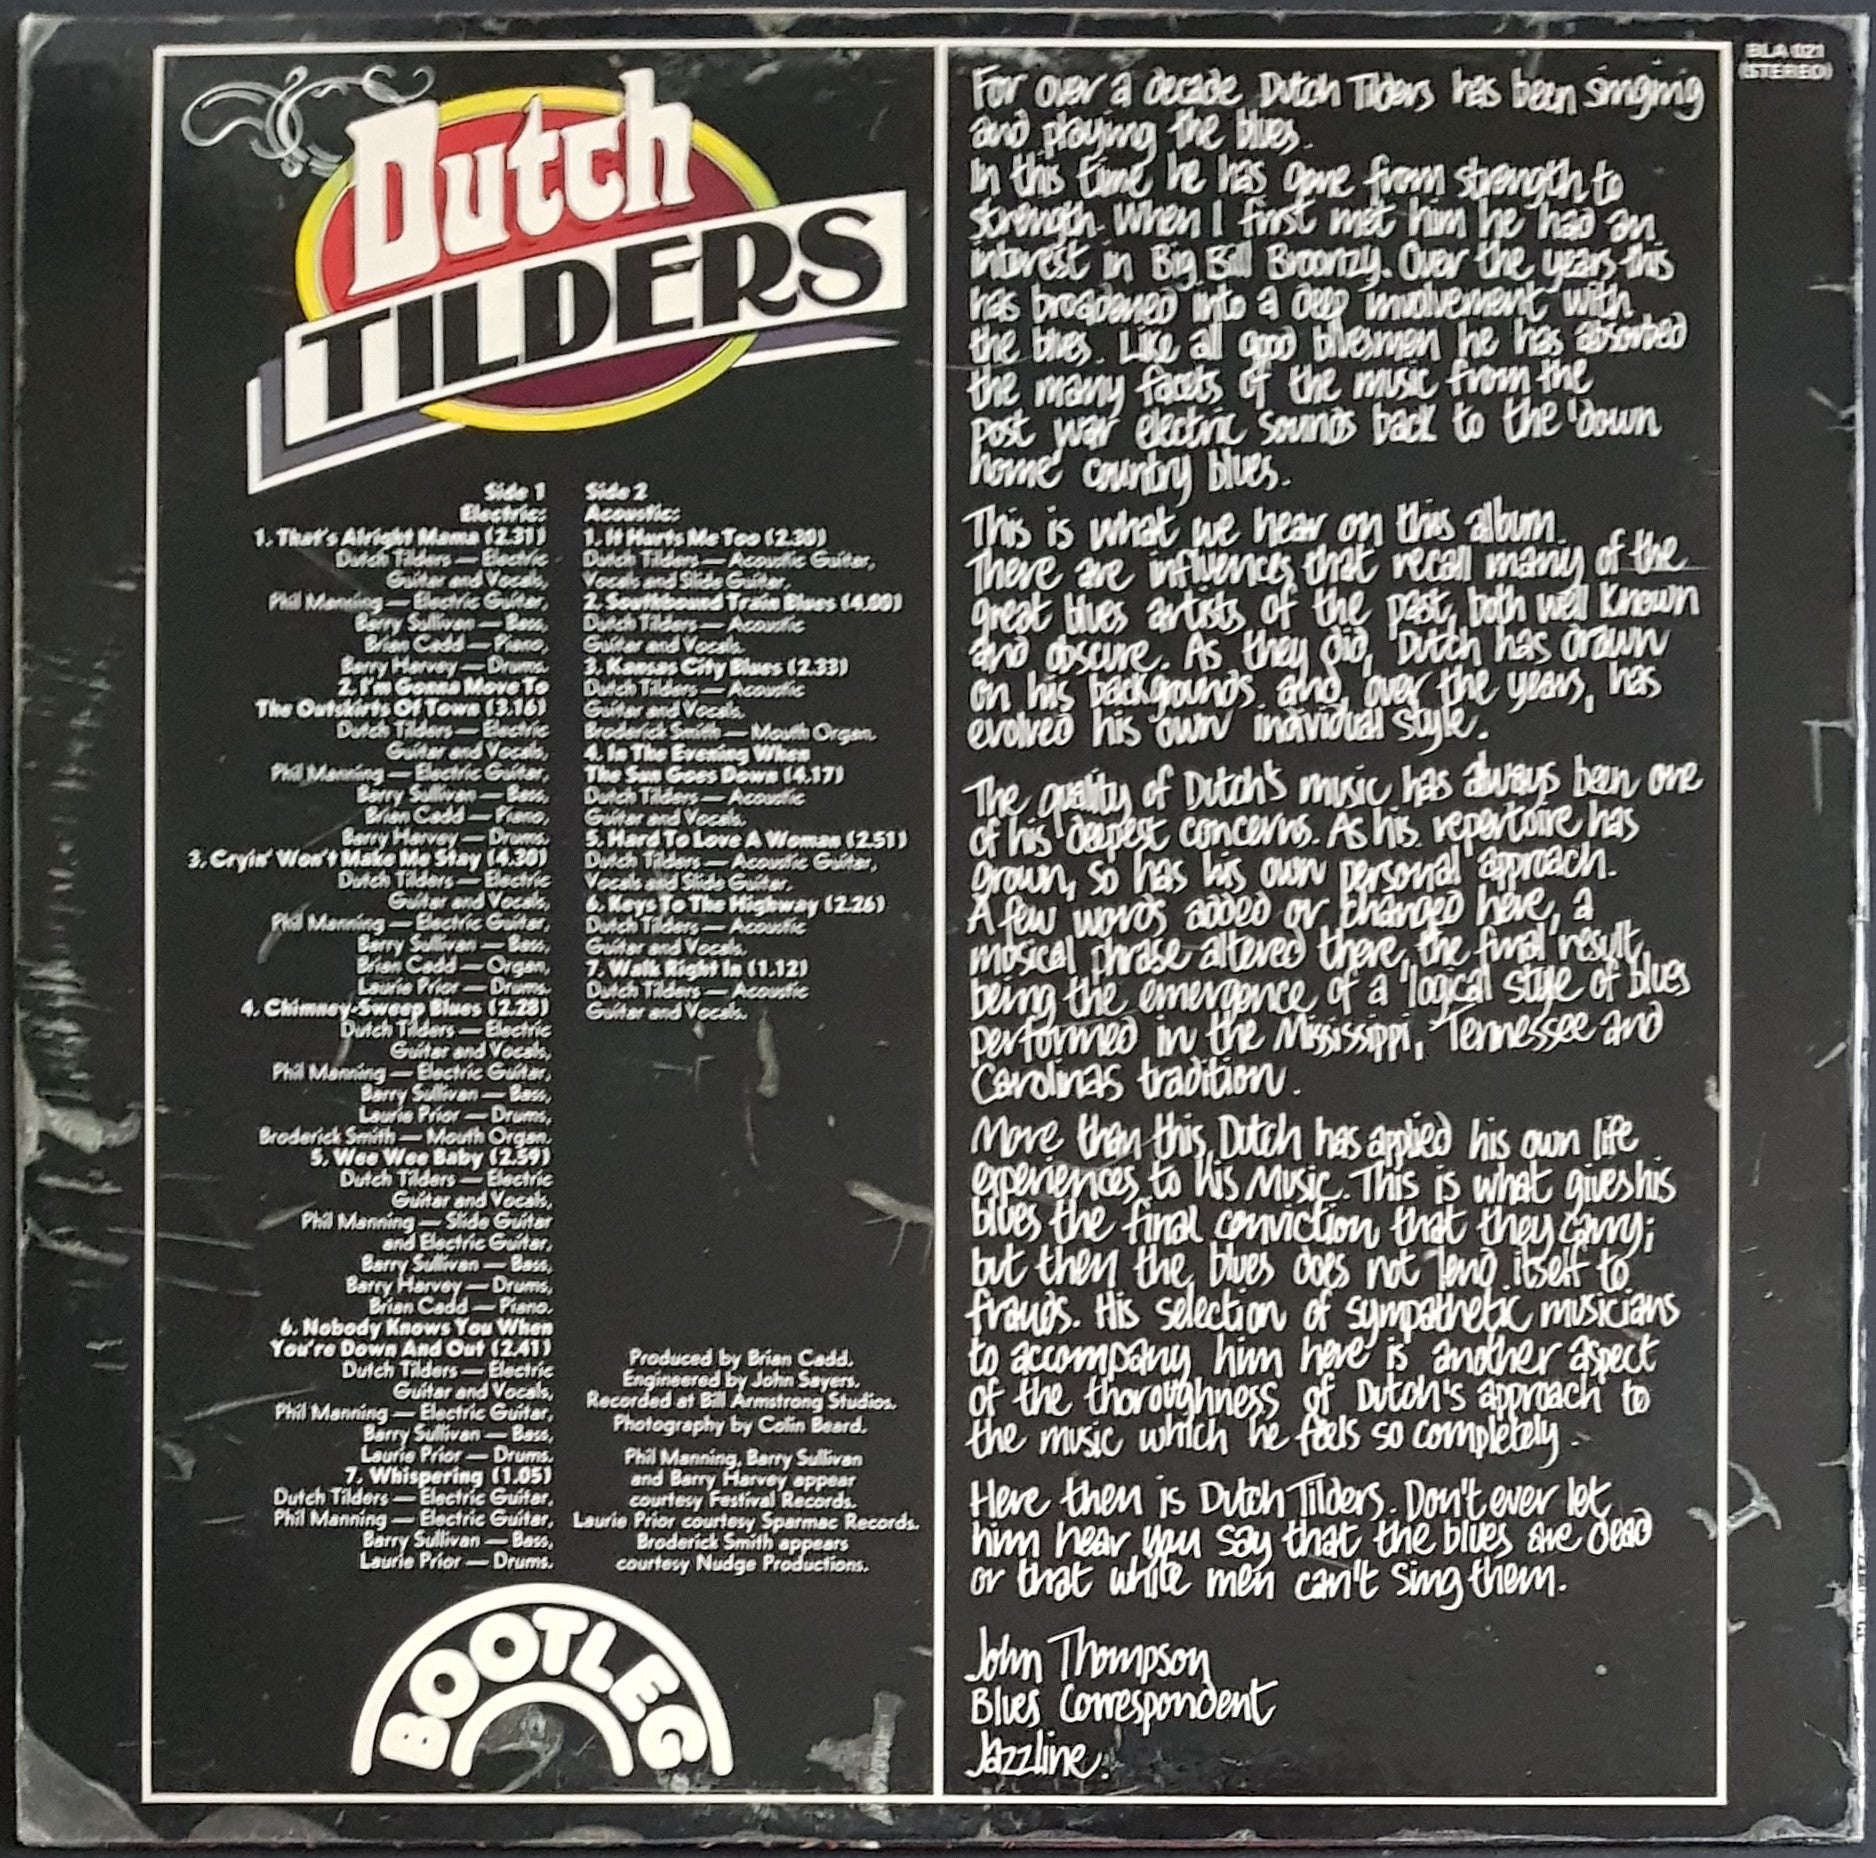 Dutch
TILDERS
Side 1
Electric:
1. That's Alright Mama (2.31)
Dutch Tilders — Electric
Guitar and Vocals,
Phil Manning — Electric Guitar,
Barry Sullivan — Bass,
Brian Cadd — Piano,
Barry Harvey — Drums.
2. I'm Gonna Move To
The Outskirts Of Town (3.16)
Dutch Tilders — Electric
Guitar and Vocals,
Phil Manning — Electric Guitar,
Barry Sullivan — Bass,
Brian Cadd — Piano,
Barry Harvey — Drums.
3. Cryin' Won't Make Me Stay (4.30)
Dutch Tilders — Electric
Guitar and Vocals,
Phil Manning — Electric Guitar,
Barry Sullivan — Bass,
Brian Cadd — Organ,
Laurie Prior — Drums.
4. Chimney-Sweep Blues (2.28)
Dutch Tilders — Electric
Guitar and Vocals,
Phil Manning — Electric Guitar,
Barry Sullivan — Bass,
Laurie Prior — Drums,
Broderick Smith — Mouth Organ.
5. Wee Wee Baby (2.59)
Dutch Tilders — Electric
Guitar and Vocals,
Phil Manning — Slide Guitar
and Electric Guitar,
Barry Sullivan — Bass,
Barry Harvey — Drums,
Brian Cadd — Piano.
6. Nobody Knows You When
You're Down And Out (2.41)
Dutch Tilders — Electric
Guitar and Vocals,
Phil Manning — Electric Guitar,
Barry Sullivan — Bass,
Laurie Prior — Drums.
7. Whispering (1.05)
Dutch Tilders — Electric Guitar,
Phil Manning — Electric Guitar,
Barry Sullivan — Bass,
Laurie Prior — Drums.
Side 2
Acoustic:
1. It Hurts Me Too (2.30)
Dutch Tilders — Acoustic Guitar,
Vocals and Slide Guitar.
2. Southbound Train Blues (4.00)
Dutch Tilders — Acoustic
Guitar and Vocals.
3. Kansas City Blues (2.33)
Dutch Tilders — Acoustic
Guitar and Vocals,
Broderick Smith — Mouth Organ.
4. In The Evening When
The Sun Goes Down (4.17)
Dutch Tilders — Acoustic
Guitar and Vocals.
5. Hard To Love A Woman (2.51)
Dutch Tilders — Acoustic Guitar,
Vocals and Slide Guitar.
6. Keys To The Highway (2.26)
Dutch Tilders — Acoustic
Guitar and Vocals.
7. Walk Right In (1.12)
Dutch Tilders — Acoustic
Guitar and Vocals.
Produced by Brian Cadd.
Engineered by John Sayers.
Recorded at Bill Armstrong Studios.
Photography by Colin Beard.
Phil Manning, Barry Sullivan
and Barry Harvey appear
courtesy Festival Records.
Laurie Prior courtesy Sparmac Records.
Broderick Smith appears
courtesy Nudge Productions.
BOOTLEG
For over a decade Dutch Tilders has been singing
and playing the blues.
In this time he has gone from strength to
strength. When I first met him he had an
interest in Big Bill Broonzy. Over the years this
has broadened into a deep involvement with
the blues. Like all good bluesmen he has absorbed
the many facets of the music from the
post war electric sounds back to the 'down
home' country blues.
This is what we hear on this album.
There are influences that recall many of the
great blues artists of the past, both well known
and obscure. As they did, Dutch has drawn
on his backgounds and, over the years, has
evolved his own individual style.
The quality of Dutch's music has always been one
of his deepest concerns. As his repertoire has
grown, so has his own personal approach.
A few words added or changed here, a
musical phrase altered there, the final result
being the emergence of a 'logical style of blues
performed in the Mississippi, Tennessee and
Carolinas tradition.
More than this, Dutch has applied his own life
experiences to his music. This is what gives his
blues the final conviction that they carry;
but then the blues does not lend itself to
frauds. His selection of sympathetic musicians
to accompany him here is another aspect
of the thoroughness of Dutch's approach to
the music which he feels so completely.
Here then is Dutch Tilders. Don't ever let
him hear you say that the blues are dead
or that white men can't sing them.
John Thompson
Blues Correspondent
Jazzline.
BLA 021
(STEREO)